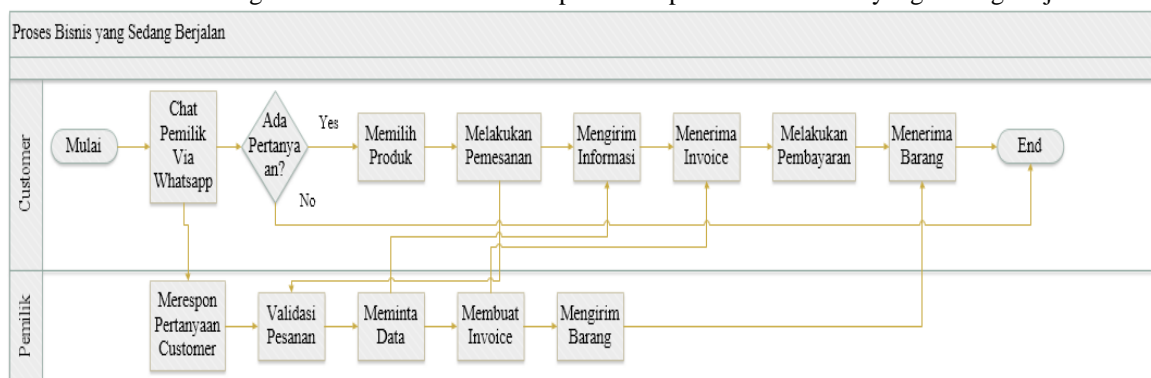 Proses Bisnis yang Sedang Berjalan
Customer
Mulai
Chat
Pemilik
Via
Whatsapp
Ada
Pertanya
an?
Yes
No
Memilih
Produk
Melakukan
Pemesanan
Mengirim
Informasi
Menerima
Invoice
Melakukan
Pembayaran
Menerima
Barang
End
Pemilik
Merespon
Pertanyaan
Customer
Validasi
Pesanan
Meminta
Data
Membuat
Invoice
Mengirim
Barang